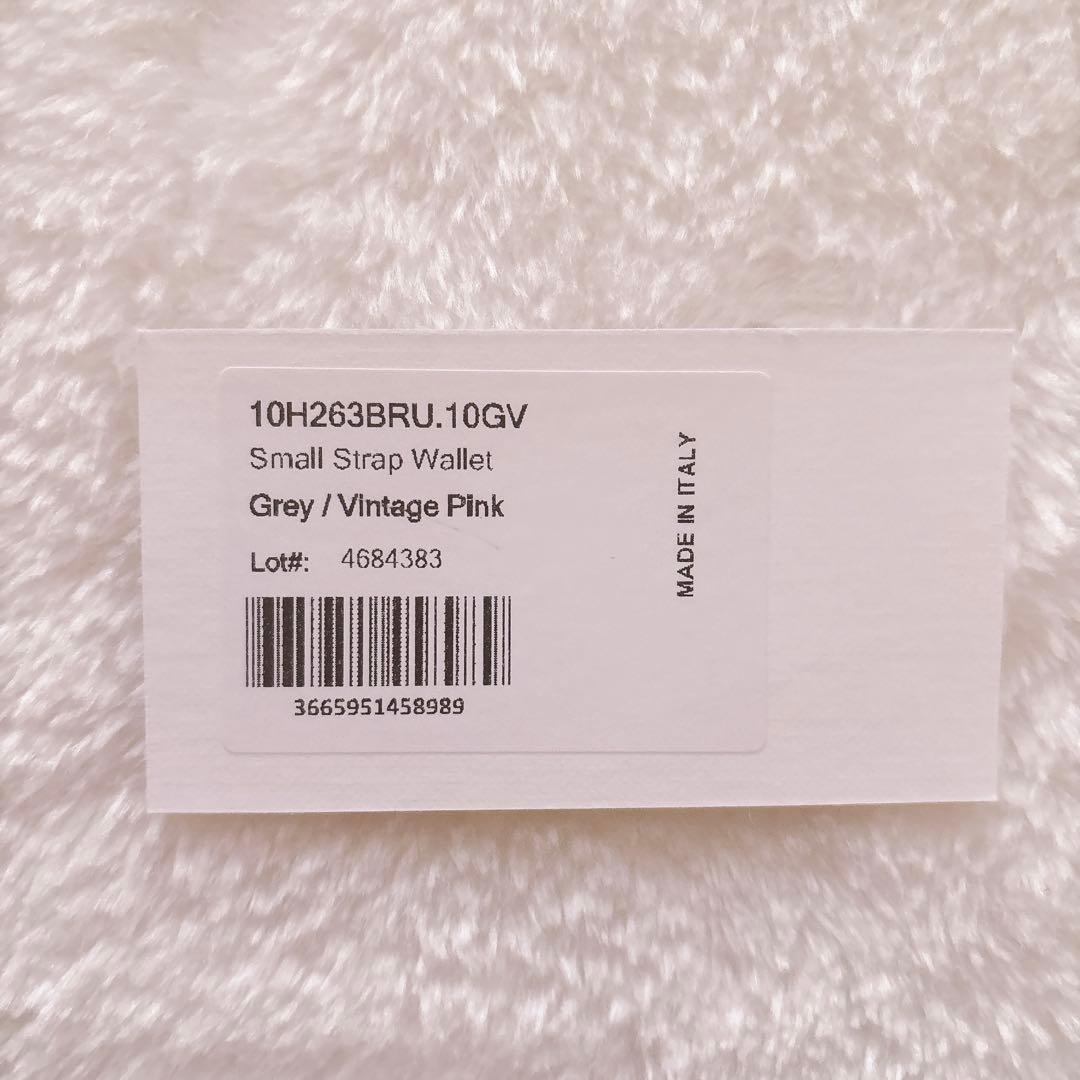 10H263BRU.10GV
Small Strap Wallet
Grey / Vintage Pink
Lot#: 4684383
3665951458989
MADE IN ITALY